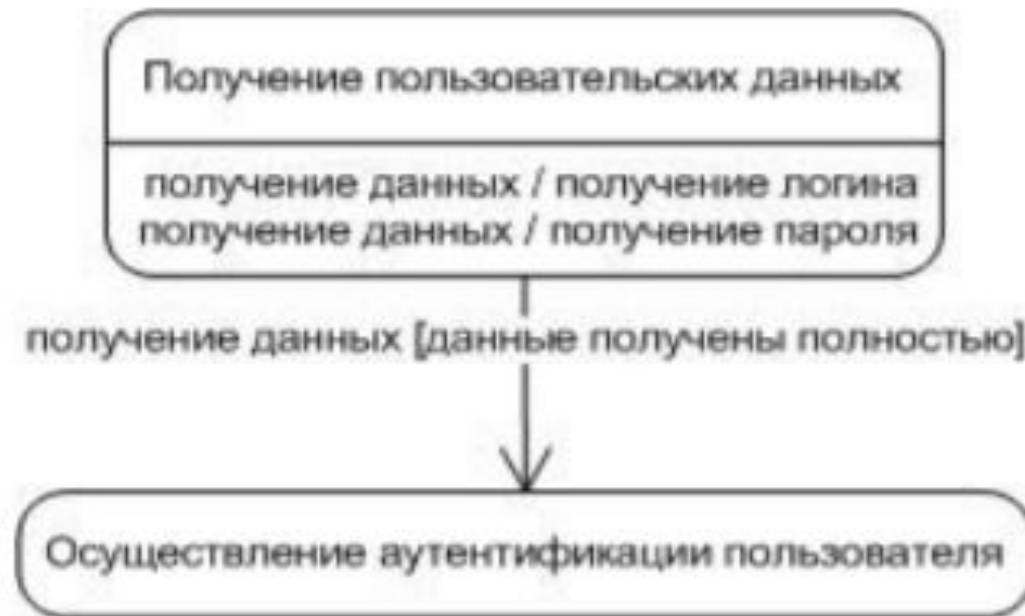 Получение пользовательских данных
получение данных / получение логина
получение данных / получение пароля
получение данных [данные получены полностью]
Осуществление аутентификации пользователя